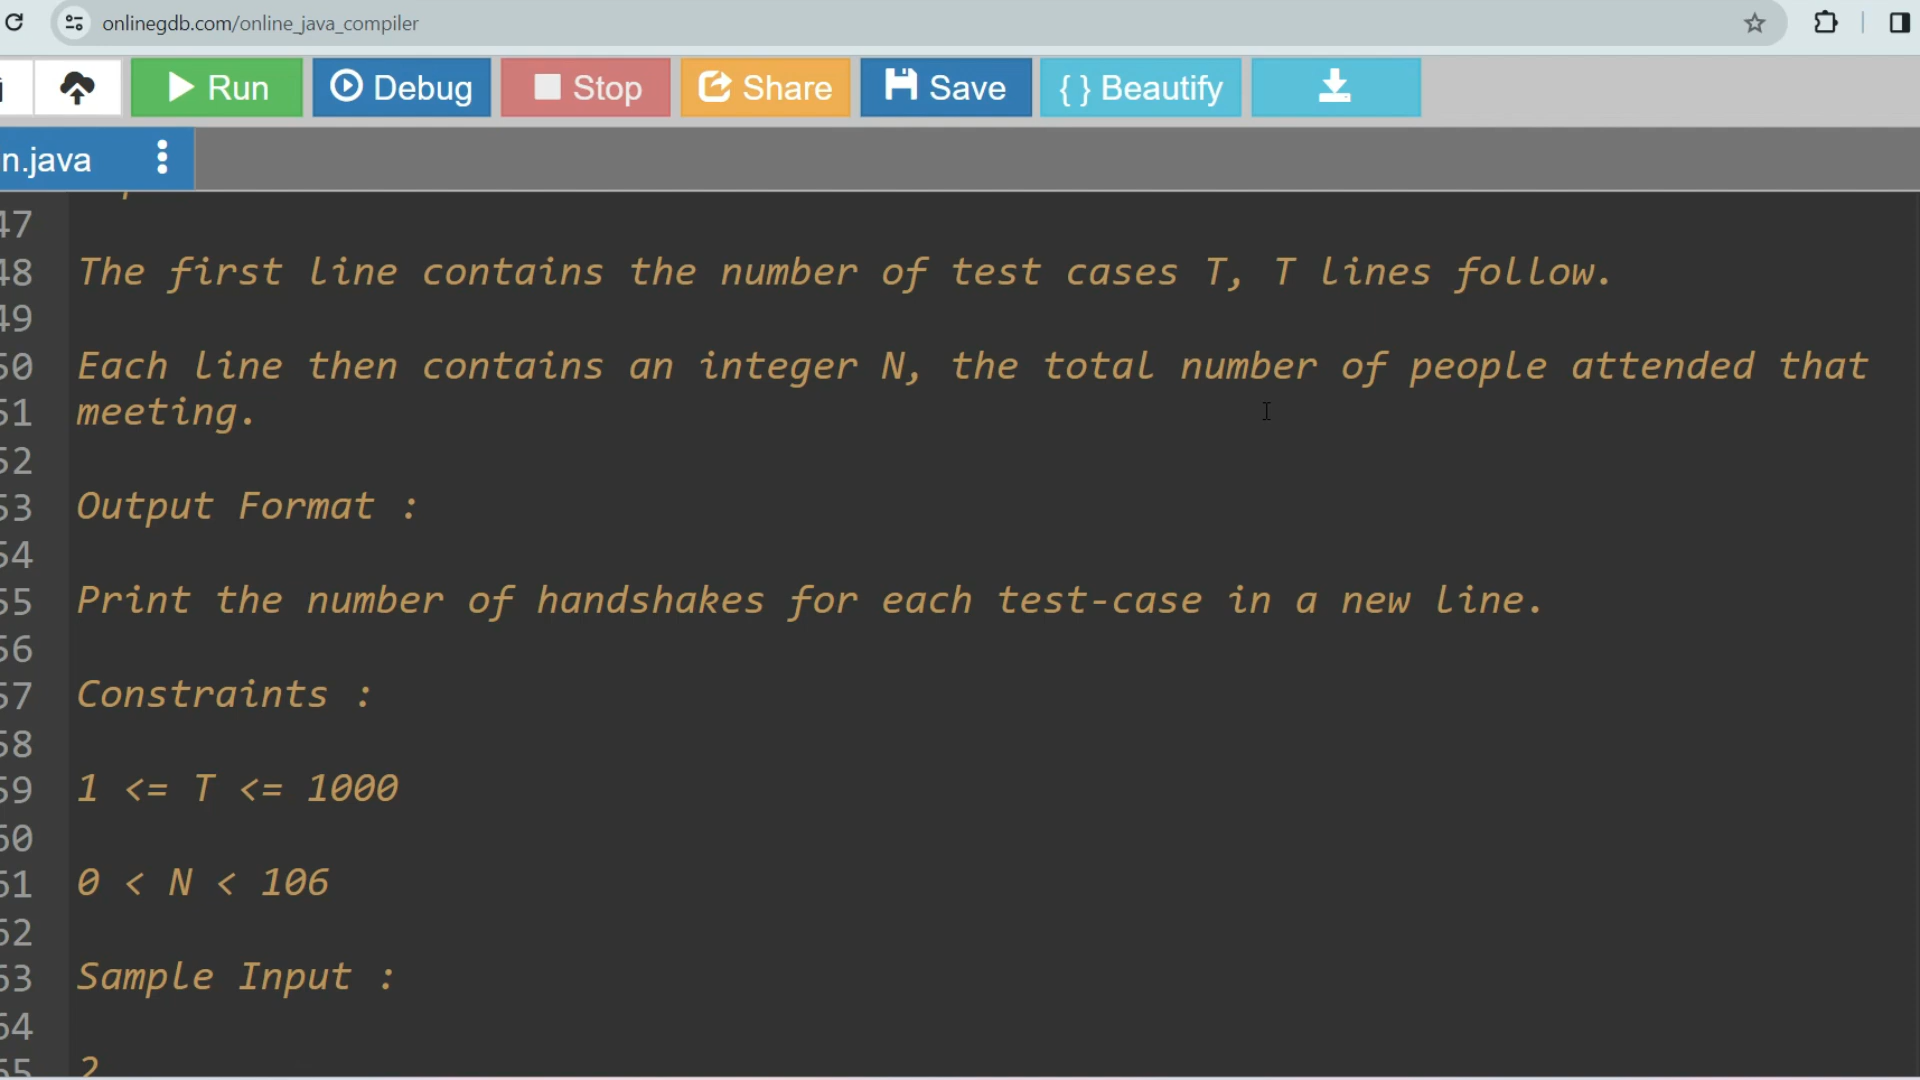 onlinegdb.com/online_java_compiler
Run Debug Stop Share Save { } Beautify
n.java
47
48 The first line contains the number of test cases T, T lines follow.
49
50 Each line then contains an integer N, the total number of people attended that
51 meeting.
52
53 Output Format :
54
55 Print the number of handshakes for each test-case in a new line.
56
57 Constraints :
58
59 1 <= T <= 1000
60
61 0 < N < 106
62
63 Sample Input :
64
65 2